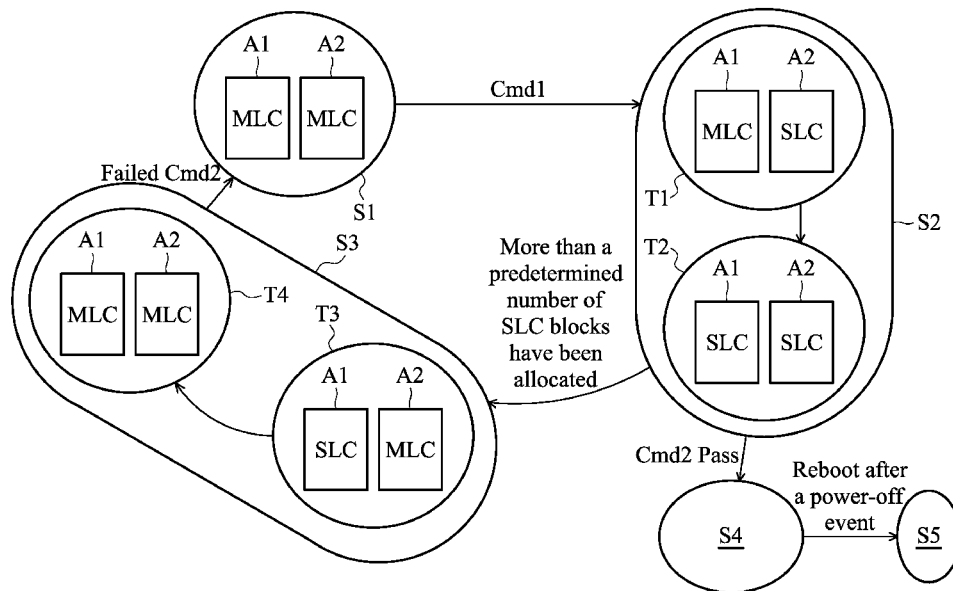 A1 A2
MLC MLC
S1
Cmd1
A1 A2
MLC SLC
T1
S2
T2
A1 A2
SLC SLC
Failed Cmd2
S3
A1 A2
MLC MLC
T4
T3
A1 A2
SLC MLC
More than a
predetermined
number of
SLC blocks
have been
allocated
Cmd2 Pass
S4
Reboot after
a power-off
event
S5